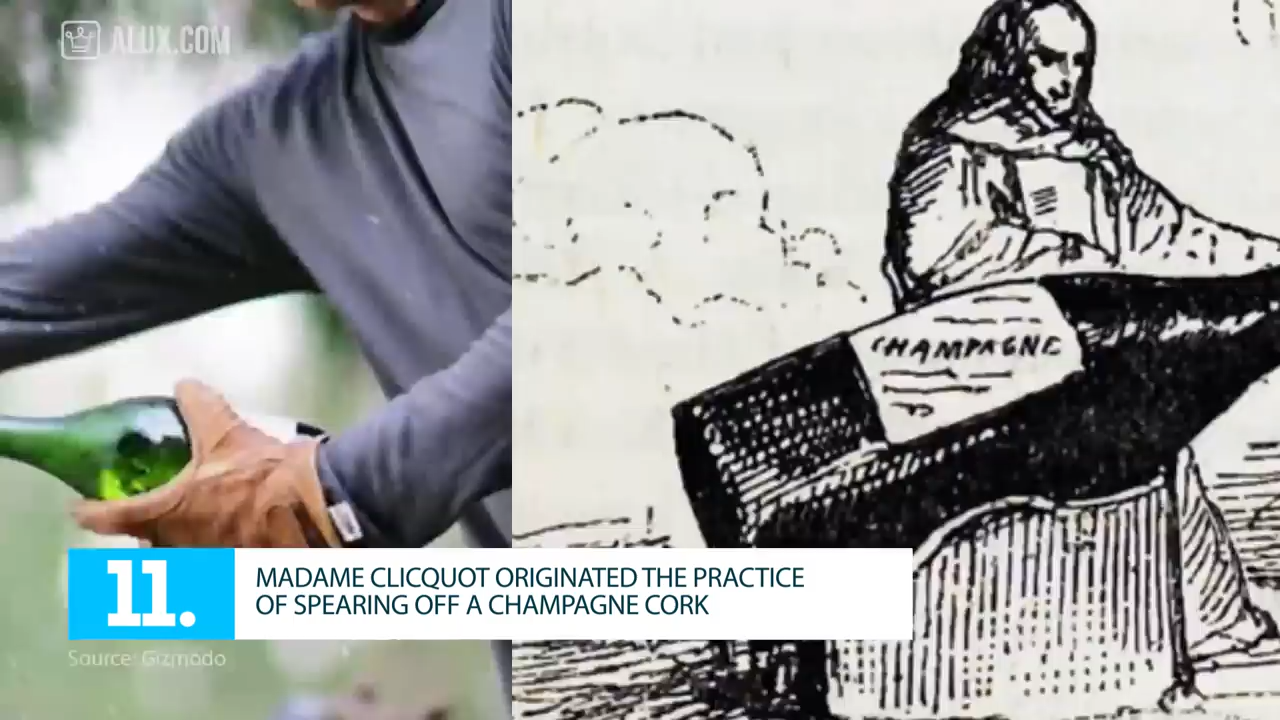 ALUX.COM
CHAMPAGNE
11.
MADAME CLICQUOT ORIGINATED THE PRACTICE
OF SPEARING OFF A CHAMPAGNE CORK
Source: Gizmodo